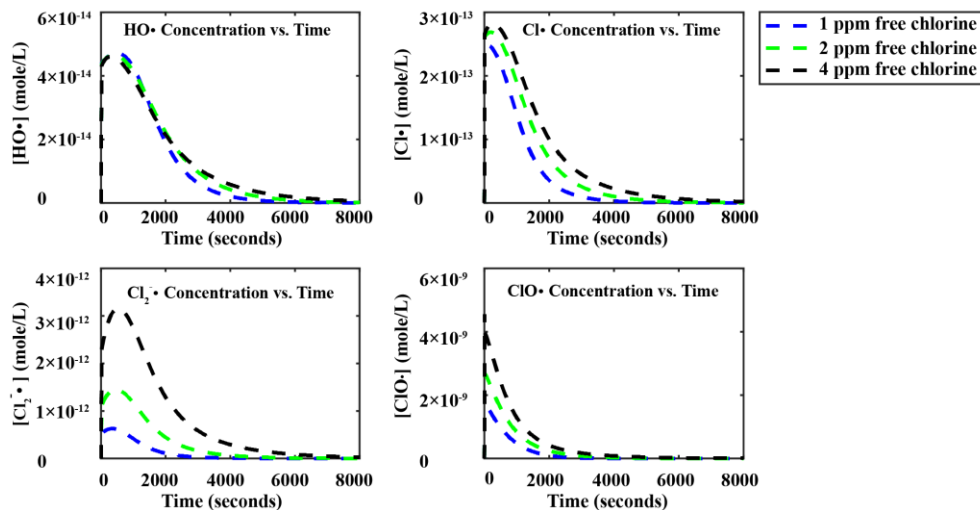 HO• Concentration vs. Time
[HO•] (mole/L)
6×10⁻¹⁴
4×10⁻¹⁴
2×10⁻¹⁴
0
0 2000 4000 6000 8000
Time (seconds)
Cl• Concentration vs. Time
[Cl•] (mole/L)
3×10⁻¹³
2×10⁻¹³
1×10⁻¹³
0
0 2000 4000 6000 8000
Time (seconds)
1 ppm free chlorine
2 ppm free chlorine
4 ppm free chlorine
Cl₂⁻• Concentration vs. Time
[Cl₂⁻•] (mole/L)
4×10⁻¹²
3×10⁻¹²
2×10⁻¹²
1×10⁻¹²
0
0 2000 4000 6000 8000
Time (seconds)
ClO• Concentration vs. Time
[ClO•] (mole/L)
6×10⁻⁹
4×10⁻⁹
2×10⁻⁹
0
0 2000 4000 6000 8000
Time (seconds)